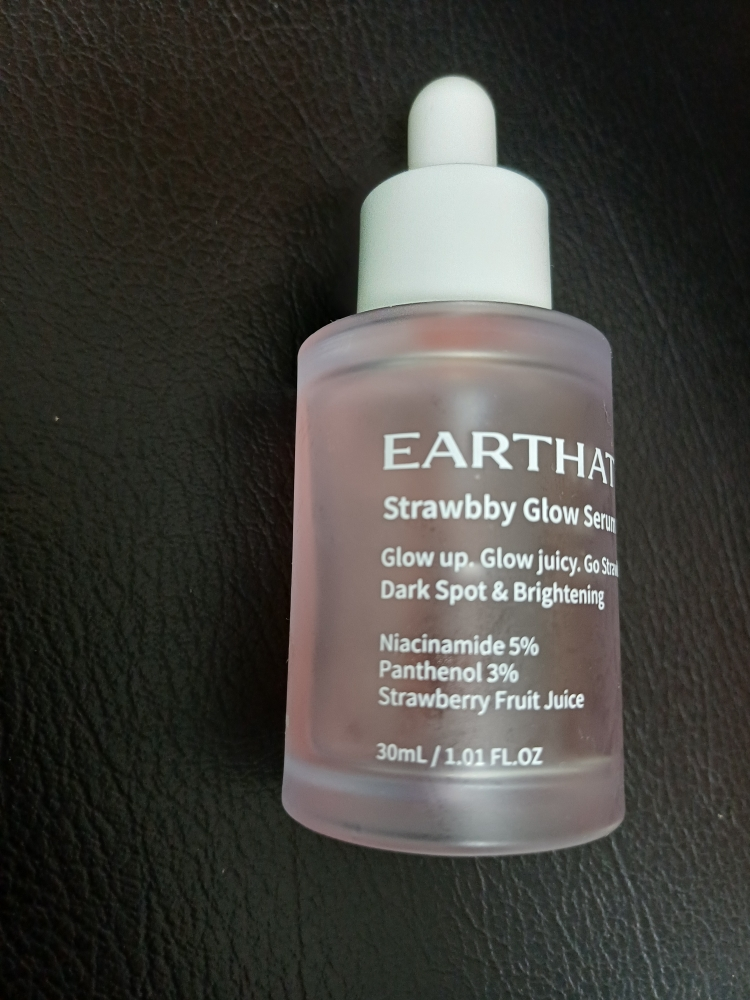 EARTHAT
Strawbby Glow Serum
Glow up. Glow juicy. Go
Dark Spot & Brightening
Niacinamide 5%
Panthenol 3%
Strawberry Fruit Juice
30mL / 1.01 FL.OZ